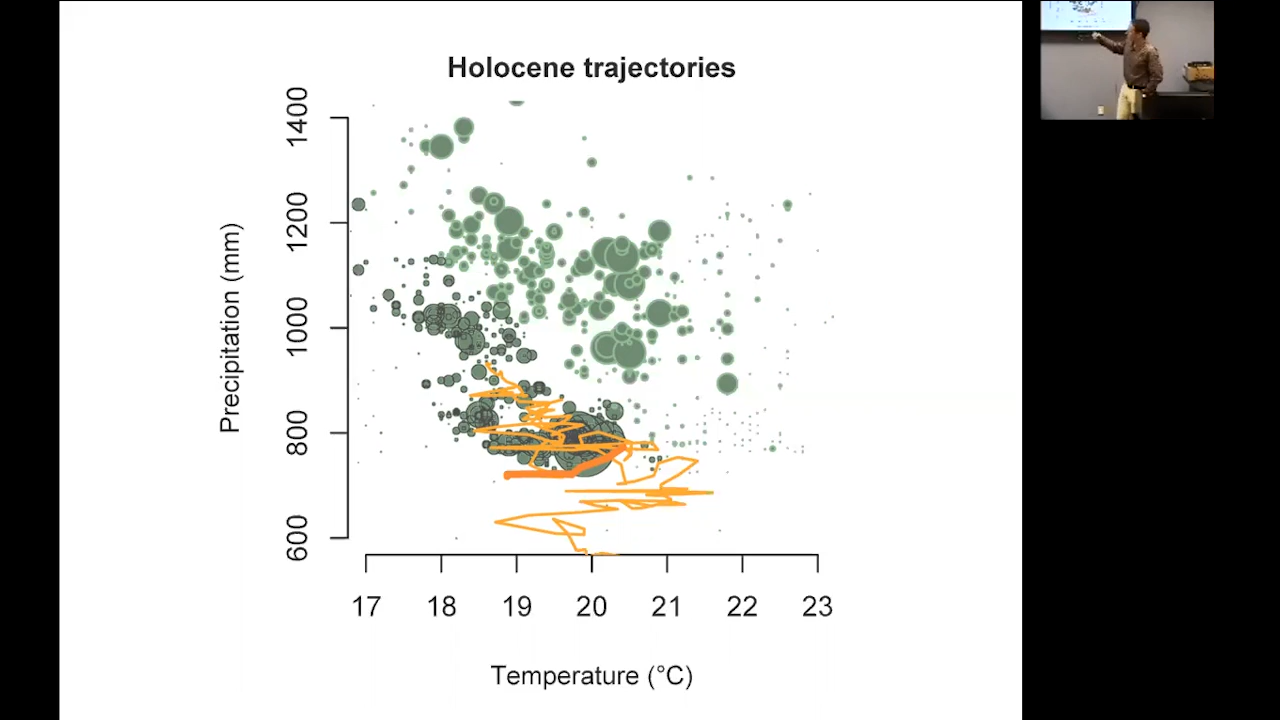 Holocene trajectories
1400
1200
1000
800
600
Precipitation (mm)
17 18 19 20 21 22 23
Temperature (°C)